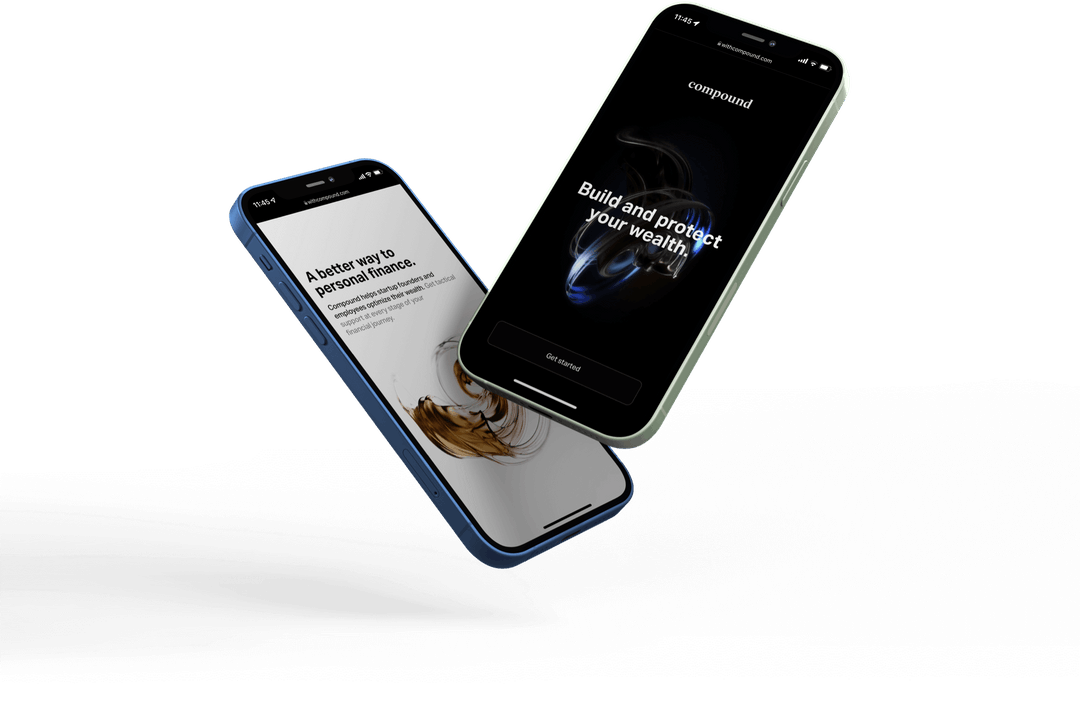 11:45
withcompound.com
A better way to
personal finance.
Compound helps startup founders and
employees optimize their wealth. Get tactical
support at every stage of your
financial journey.
11:45
withcompound.com
compound
Build and protect
your wealth.
Get started